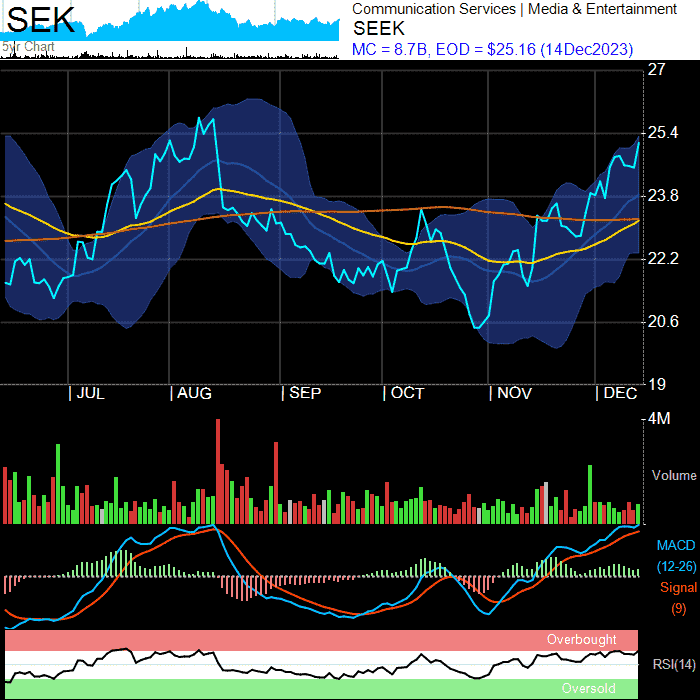 SEK
5yr Chart
Communication Services | Media & Entertainment
SEEK
MC = 8.7B, EOD = $25.16 (14Dec2023)
27
25.4
23.8
22.2
20.6
19
| JUL | AUG | SEP | OCT | NOV | DEC
4M
Volume
MACD
(12-26)
Signal
(9)
Overbought
RSI(14)
Oversold